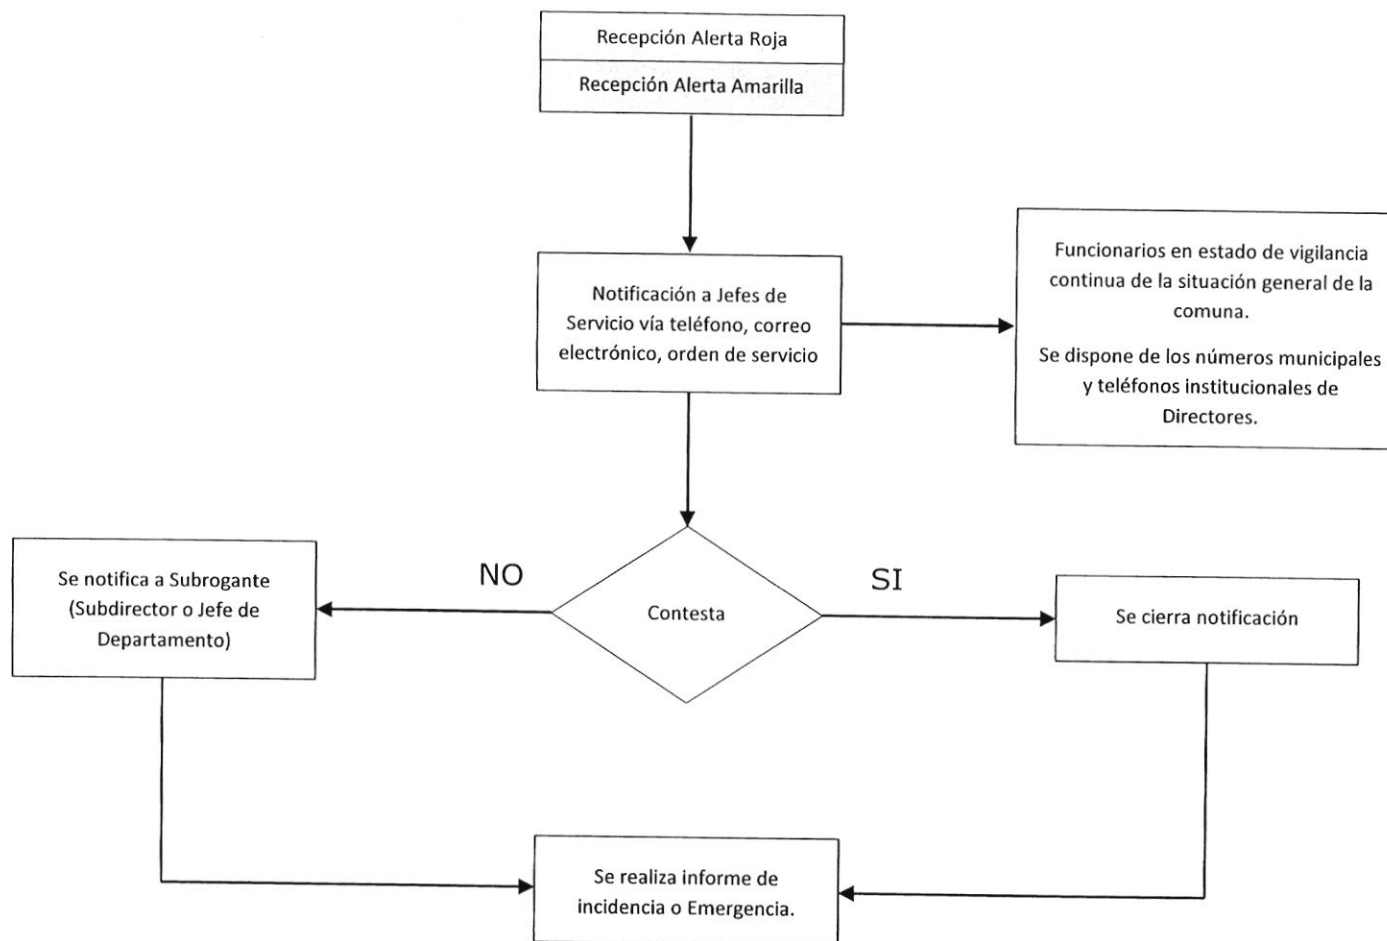 Recepción Alerta Roja
Recepción Alerta Amarilla
Notificación a Jefes de
Servicio vía teléfono, correo
electrónico, orden de servicio
Funcionarios en estado de vigilancia
continua de la situación general de la
comuna.
Se dispone de los números municipales
y teléfonos institucionales de
Directores.
NO
SI
Se notifica a Subrogante
(Subdirector o Jefe de
Departamento)
Contesta
Se cierra notificación
Se realiza informe de
incidencia o Emergencia.